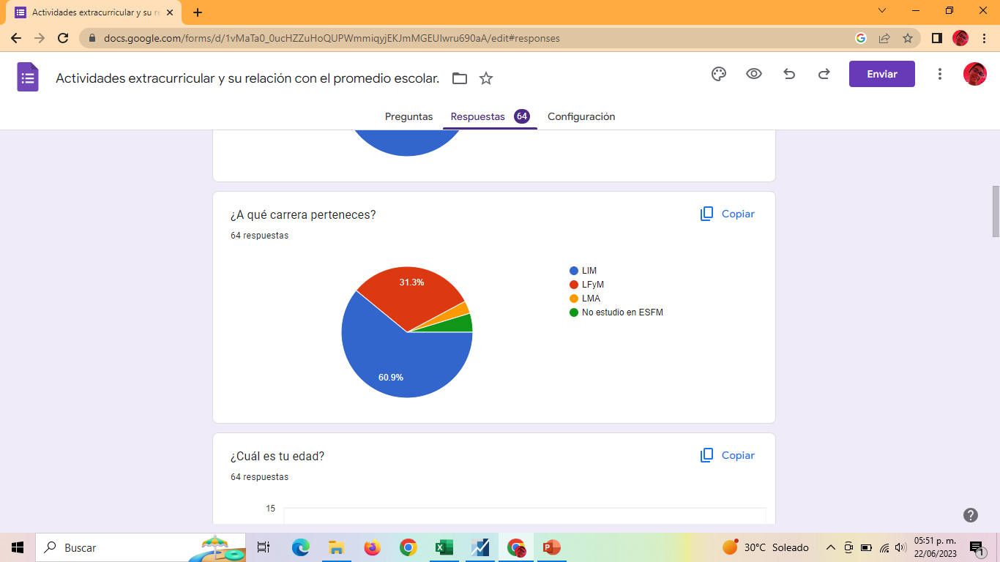 Actividades extracurricular y su re
docs.google.com/forms/d/1vMaTa0_0ucHZZuHoQUPWmmiqyjEKJmMGEUIwru690aA/edit#responses
Actividades extracurricular y su relación con el promedio escolar.
Enviar
Preguntas Respuestas 64 Configuración
¿A qué carrera perteneces?
Copiar
64 respuestas
LIM
LFyM
LMA
No estudio en ESFM
31.3%
60.9%
¿Cuál es tu edad?
Copiar
64 respuestas
15
Buscar
30°C Soleado
05:51 p. m.
22/06/2023
1